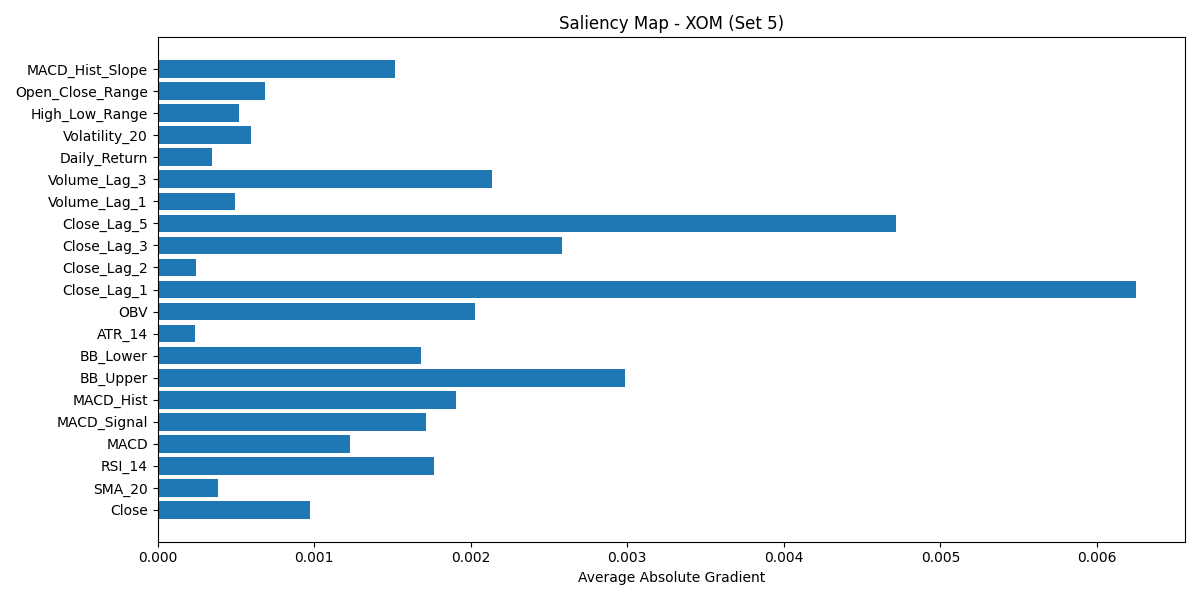 Saliency Map - XOM (Set 5)
MACD_Hist_Slope
Open_Close_Range
High_Low_Range
Volatility_20
Daily_Return
Volume_Lag_3
Volume_Lag_1
Close_Lag_5
Close_Lag_3
Close_Lag_2
Close_Lag_1
OBV
ATR_14
BB_Lower
BB_Upper
MACD_Hist
MACD_Signal
MACD
RSI_14
SMA_20
Close
0.000 0.001 0.002 0.003 0.004 0.005 0.006
Average Absolute Gradient